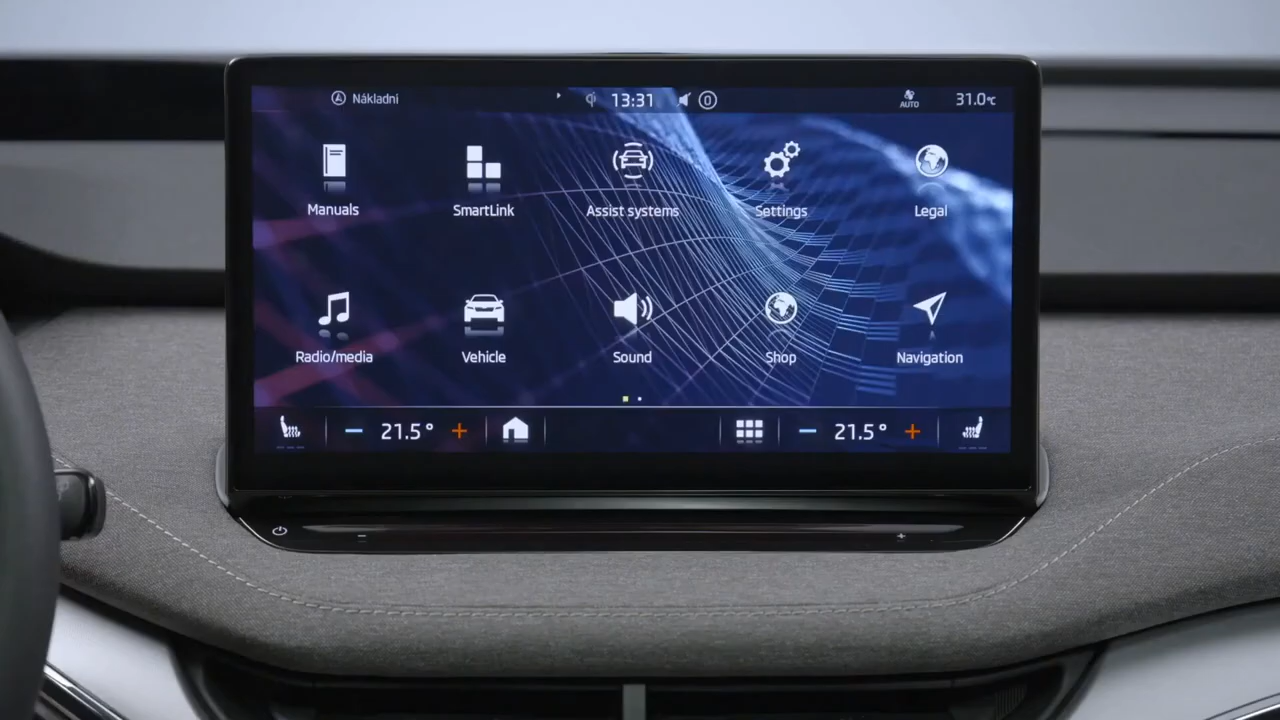 Nákladní 13:31 0 AUTO 31.0℃
Manuals SmartLink Assist systems Settings Legal
Radio/media Vehicle Sound Shop Navigation
− 21.5° + − 21.5° +
− +